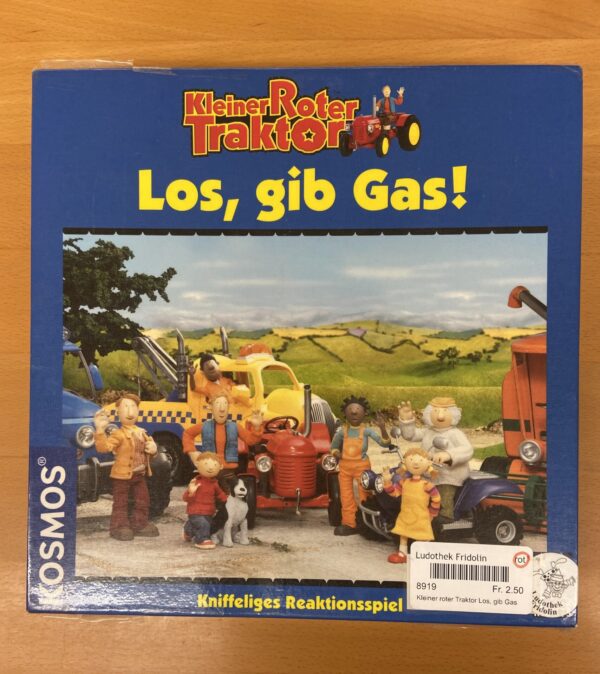 Kleiner Roter
Traktor
Los, gib Gas!
KOSMOS®
Kniffeliges Reaktionsspiel
Ludothek Fridolin
rot
8919 Fr. 2.50
Kleiner roter Traktor Los, gib Gas
Ludothek
Fridolin